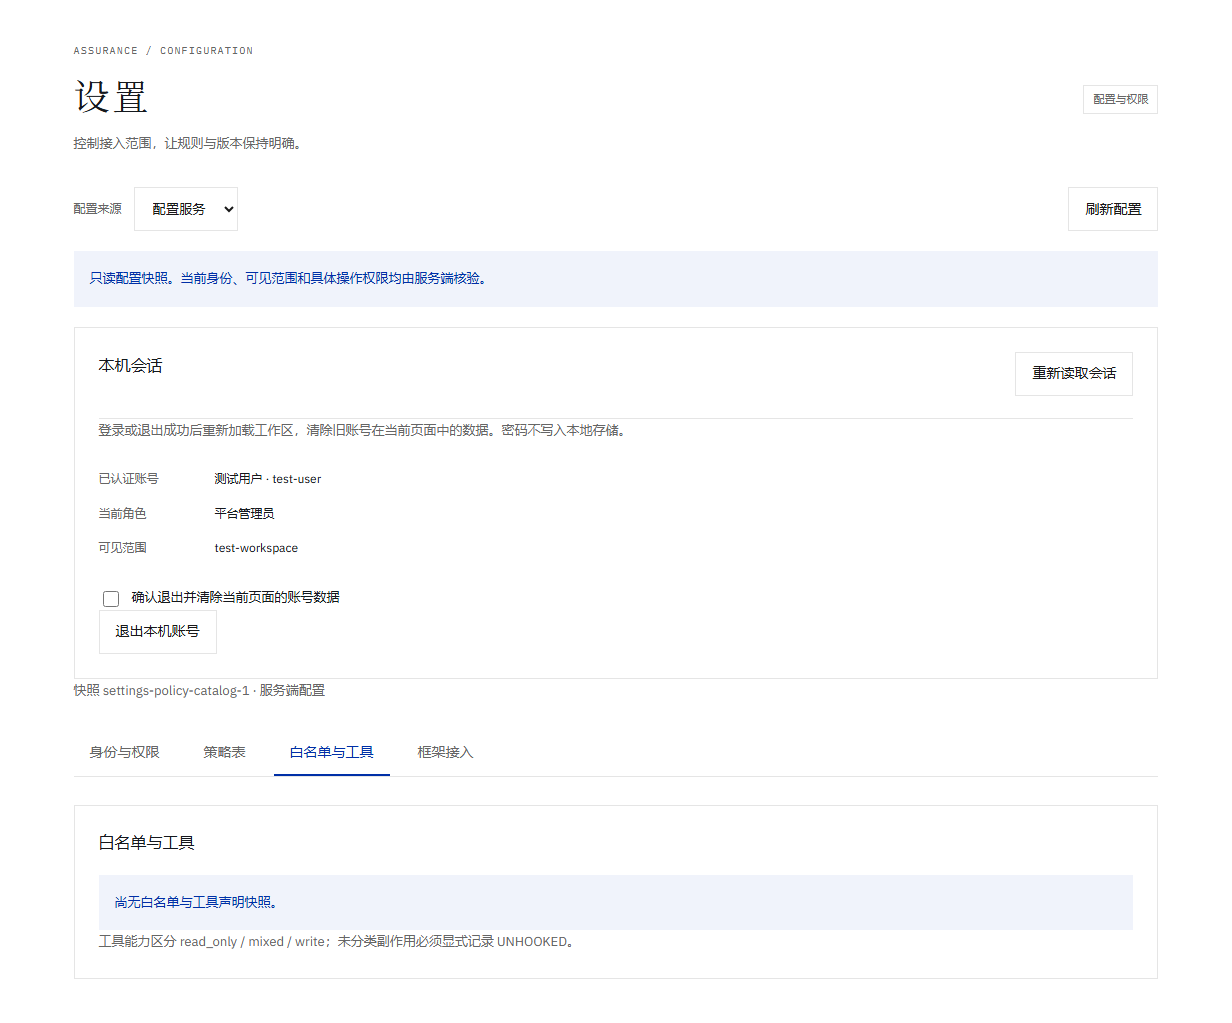 ASSURANCE / CONFIGURATION
设置
配置与权限
控制接入范围，让规则与版本保持明确。
配置来源
配置服务
刷新配置
只读配置快照。当前身份、可见范围和具体操作权限均由服务端核验。
本机会话
重新读取会话
登录或退出成功后重新加载工作区，清除旧账号在当前页面中的数据。密码不写入本地存储。
已认证账号 测试用户 · test-user
当前角色 平台管理员
可见范围 test-workspace
确认退出并清除当前页面的账号数据
退出本机账号
快照 settings-policy-catalog-1 · 服务端配置
身份与权限 策略表 白名单与工具 框架接入
白名单与工具
尚无白名单与工具声明快照。
工具能力区分 read_only / mixed / write；未分类副作用必须显式记录 UNHOOKED。